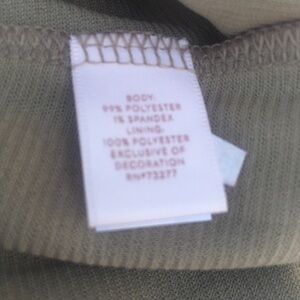 BODY:
99% POLYESTER
1% SPANDEX
LINING:
100% POLYESTER
EXCLUSIVE OF
DECORATION
RN#73277